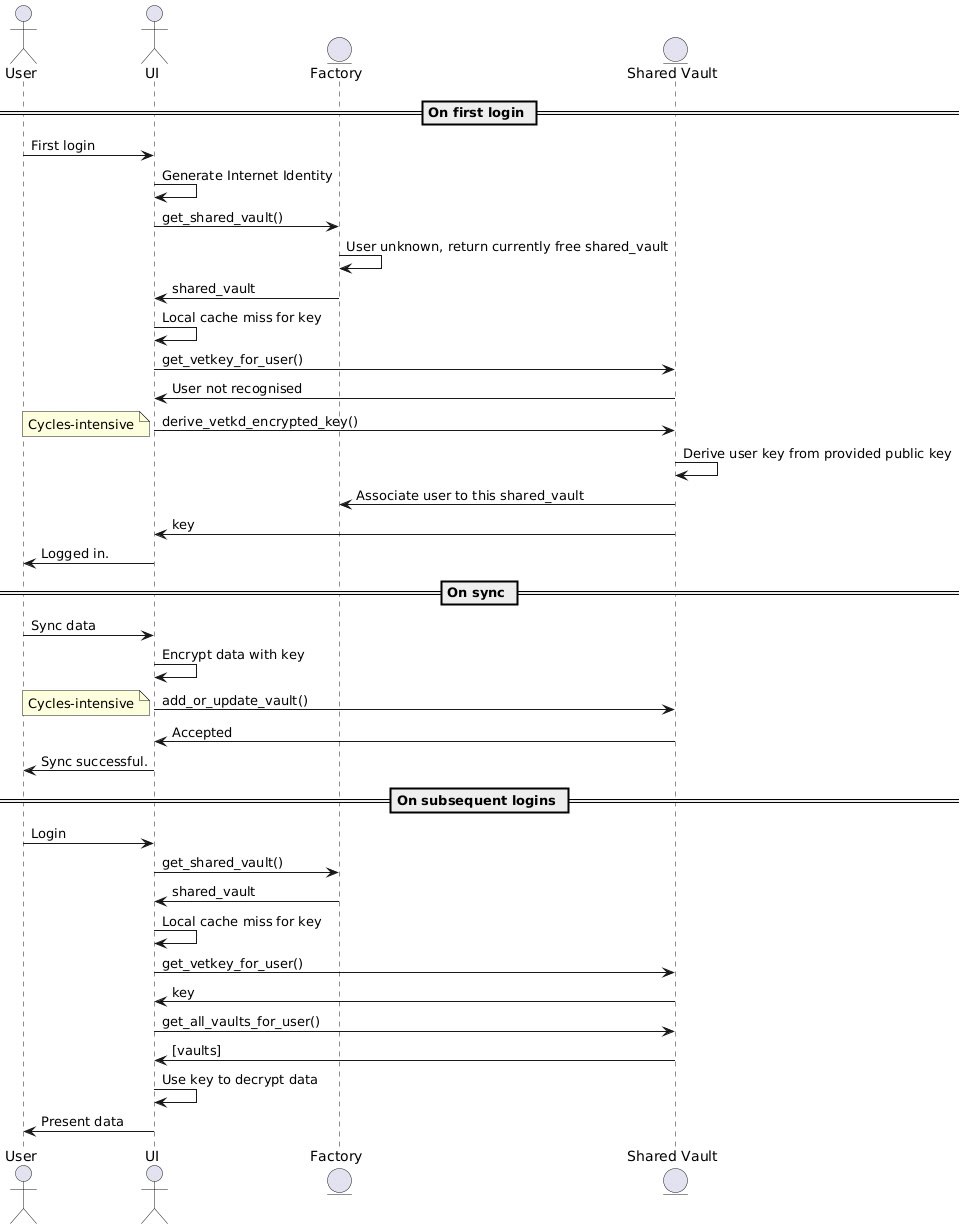 User
UI
Factory
Shared Vault
On first login
First login
Generate Internet Identity
get_shared_vault()
User unknown, return currently free shared_vault
shared_vault
Local cache miss for key
get_vetkey_for_user()
User not recognised
Cycles-intensive
derive_vetkd_encrypted_key()
Derive user key from provided public key
Associate user to this shared_vault
key
Logged in.
On sync
Sync data
Encrypt data with key
Cycles-intensive
add_or_update_vault()
Accepted
Sync successful.
On subsequent logins
Login
get_shared_vault()
shared_vault
Local cache miss for key
get_vetkey_for_user()
key
get_all_vaults_for_user()
[vaults]
Use key to decrypt data
Present data
User
UI
Factory
Shared Vault